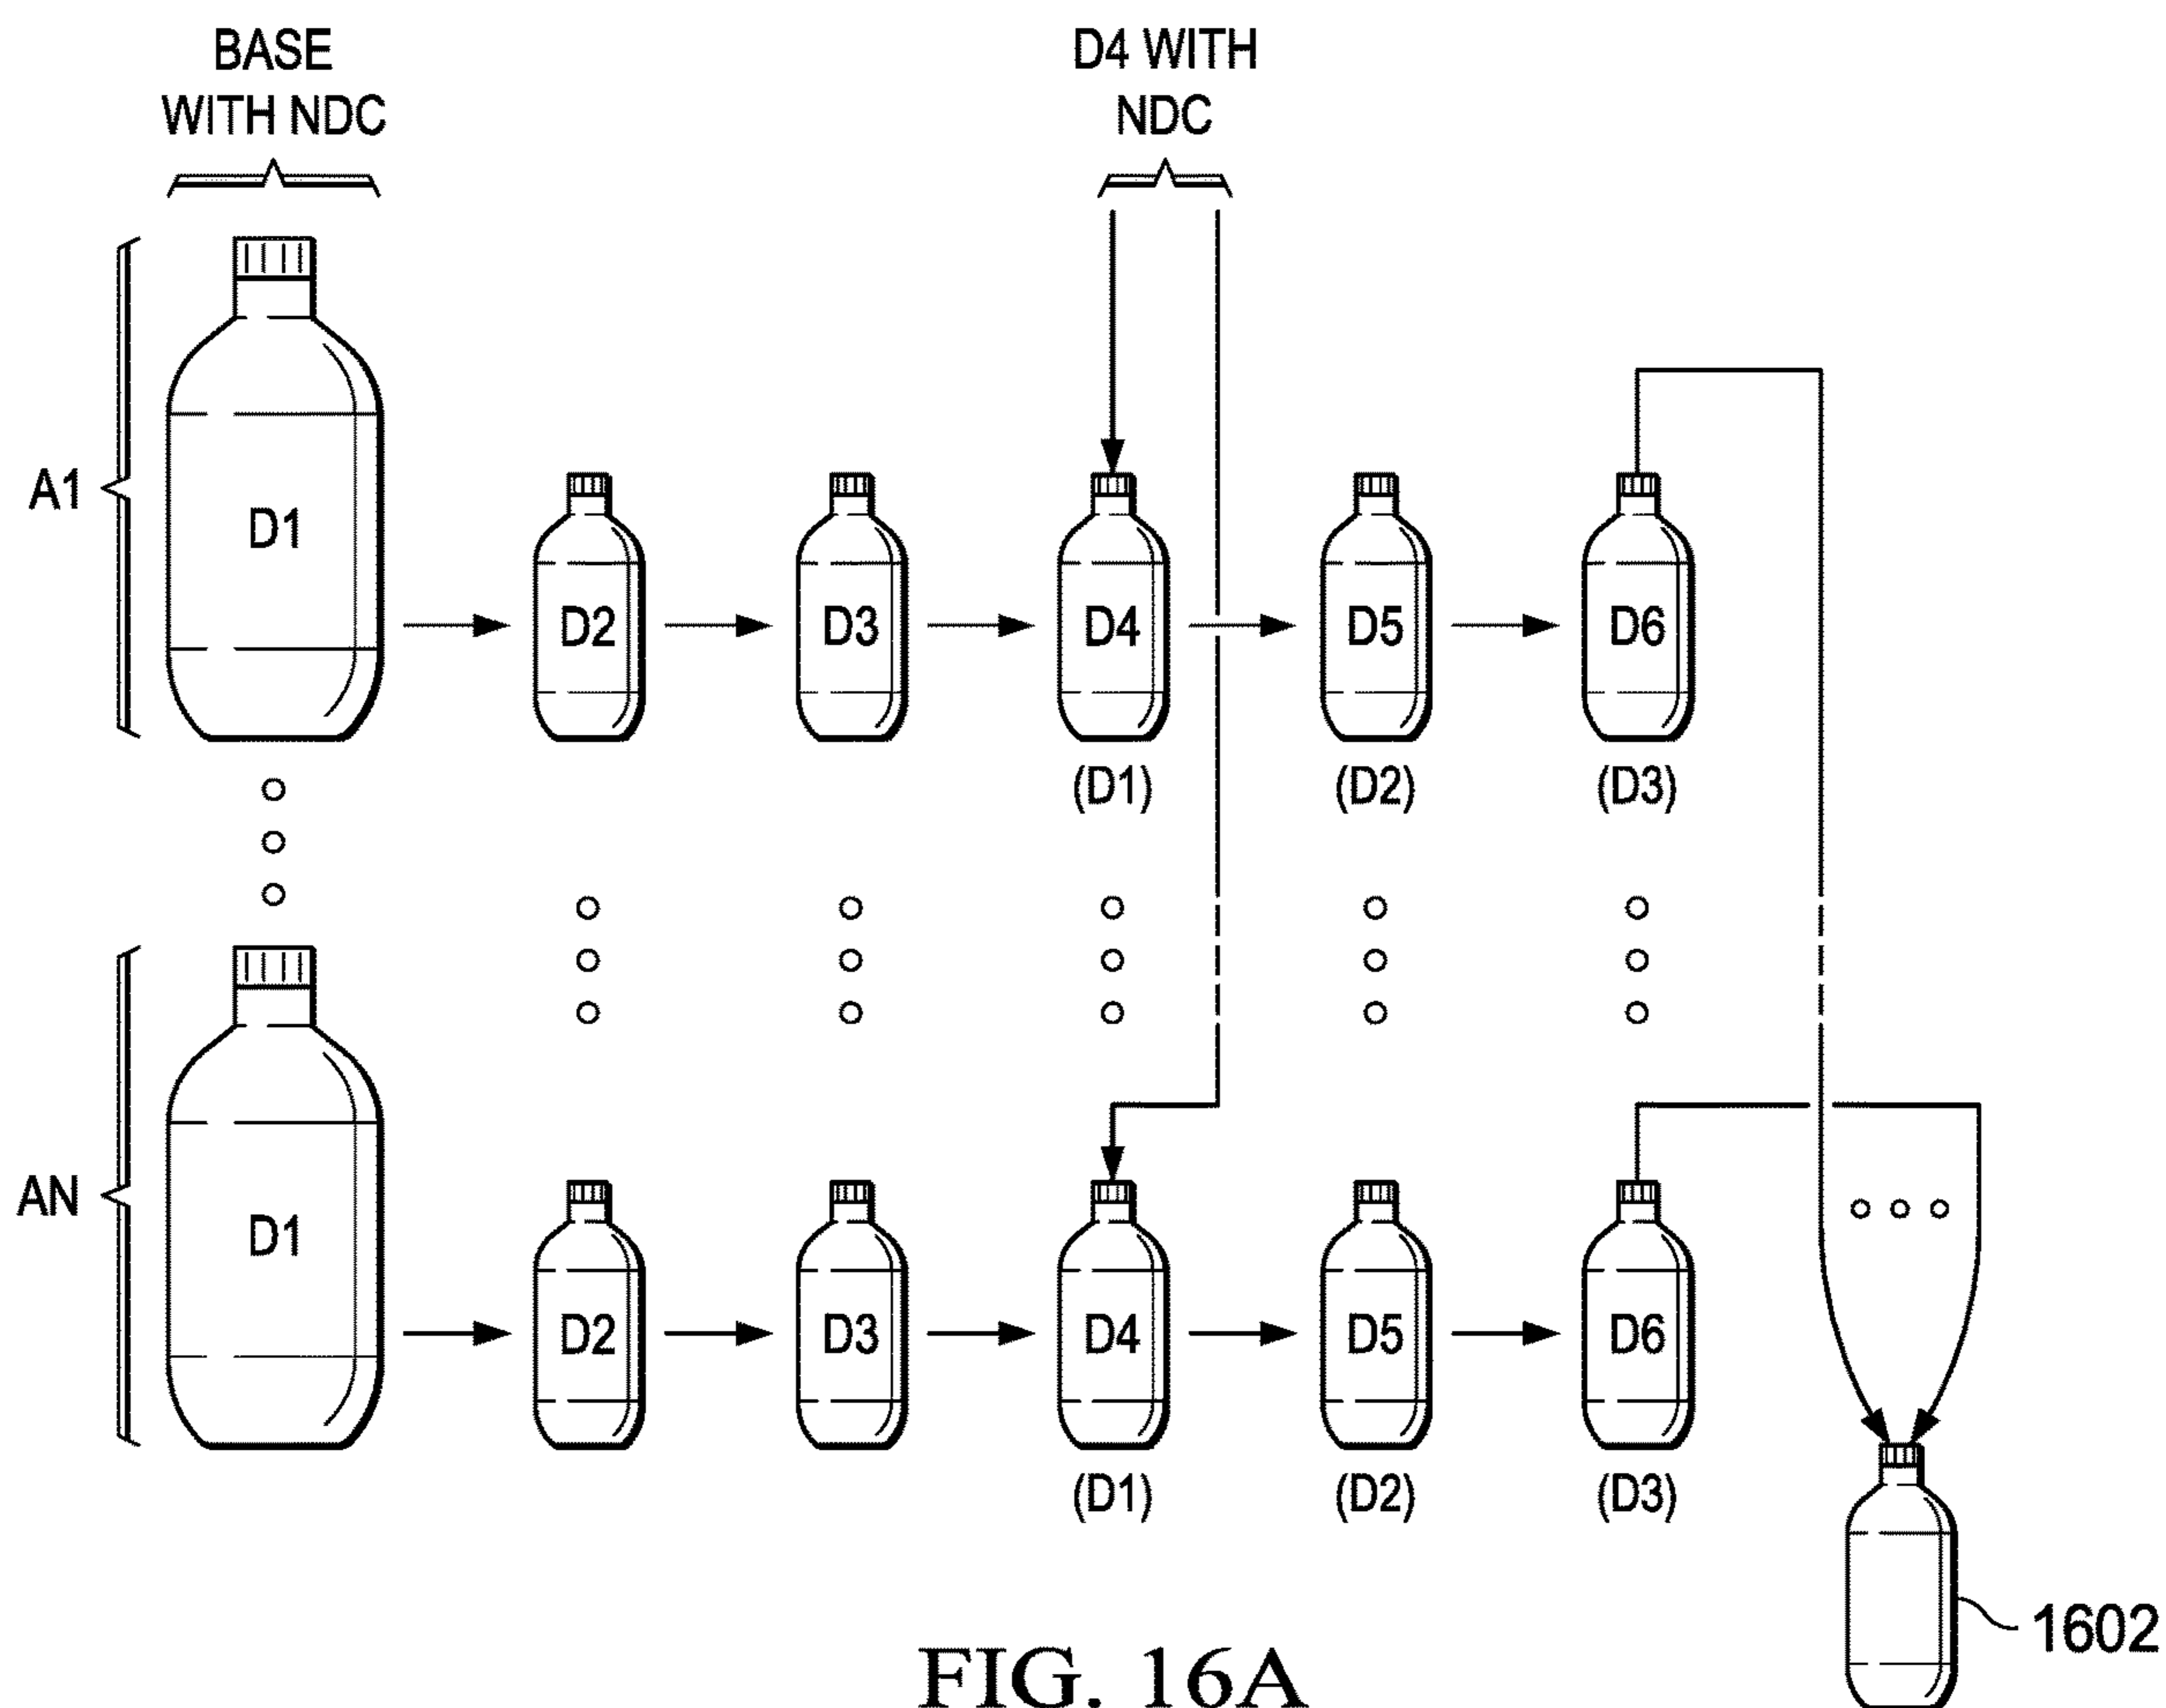 BASE
WITH NDC
D4 WITH
NDC
A1
D1
D2
D3
D4
D5
D6
(D1)
(D2)
(D3)
AN
D1
D2
D3
D4
D5
D6
(D1)
(D2)
(D3)
1602
FIG. 16A